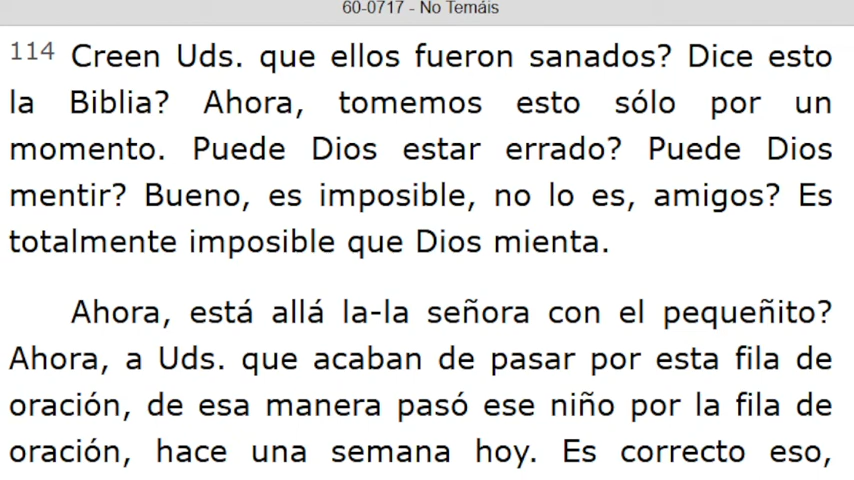 60-0717 - No Temáis
114 Creen Uds. que ellos fueron sanados? Dice esto
la Biblia? Ahora, tomemos esto sólo por un
momento. Puede Dios estar errado? Puede Dios
mentir? Bueno, es imposible, no lo es, amigos? Es
totalmente imposible que Dios mienta.
Ahora, está allá la-la señora con el pequeñito?
Ahora, a Uds. que acaban de pasar por esta fila de
oración, de esa manera pasó ese niño por la fila de
oración, hace una semana hoy. Es correcto eso,